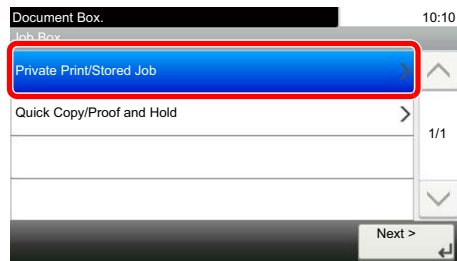 Document Box.
10:10
Job Box
Private Print/Stored Job
Quick Copy/Proof and Hold
1/1
Next >